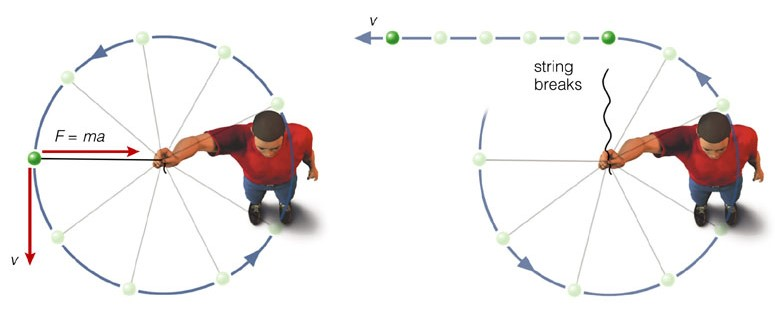 F = ma
v
v
string
breaks